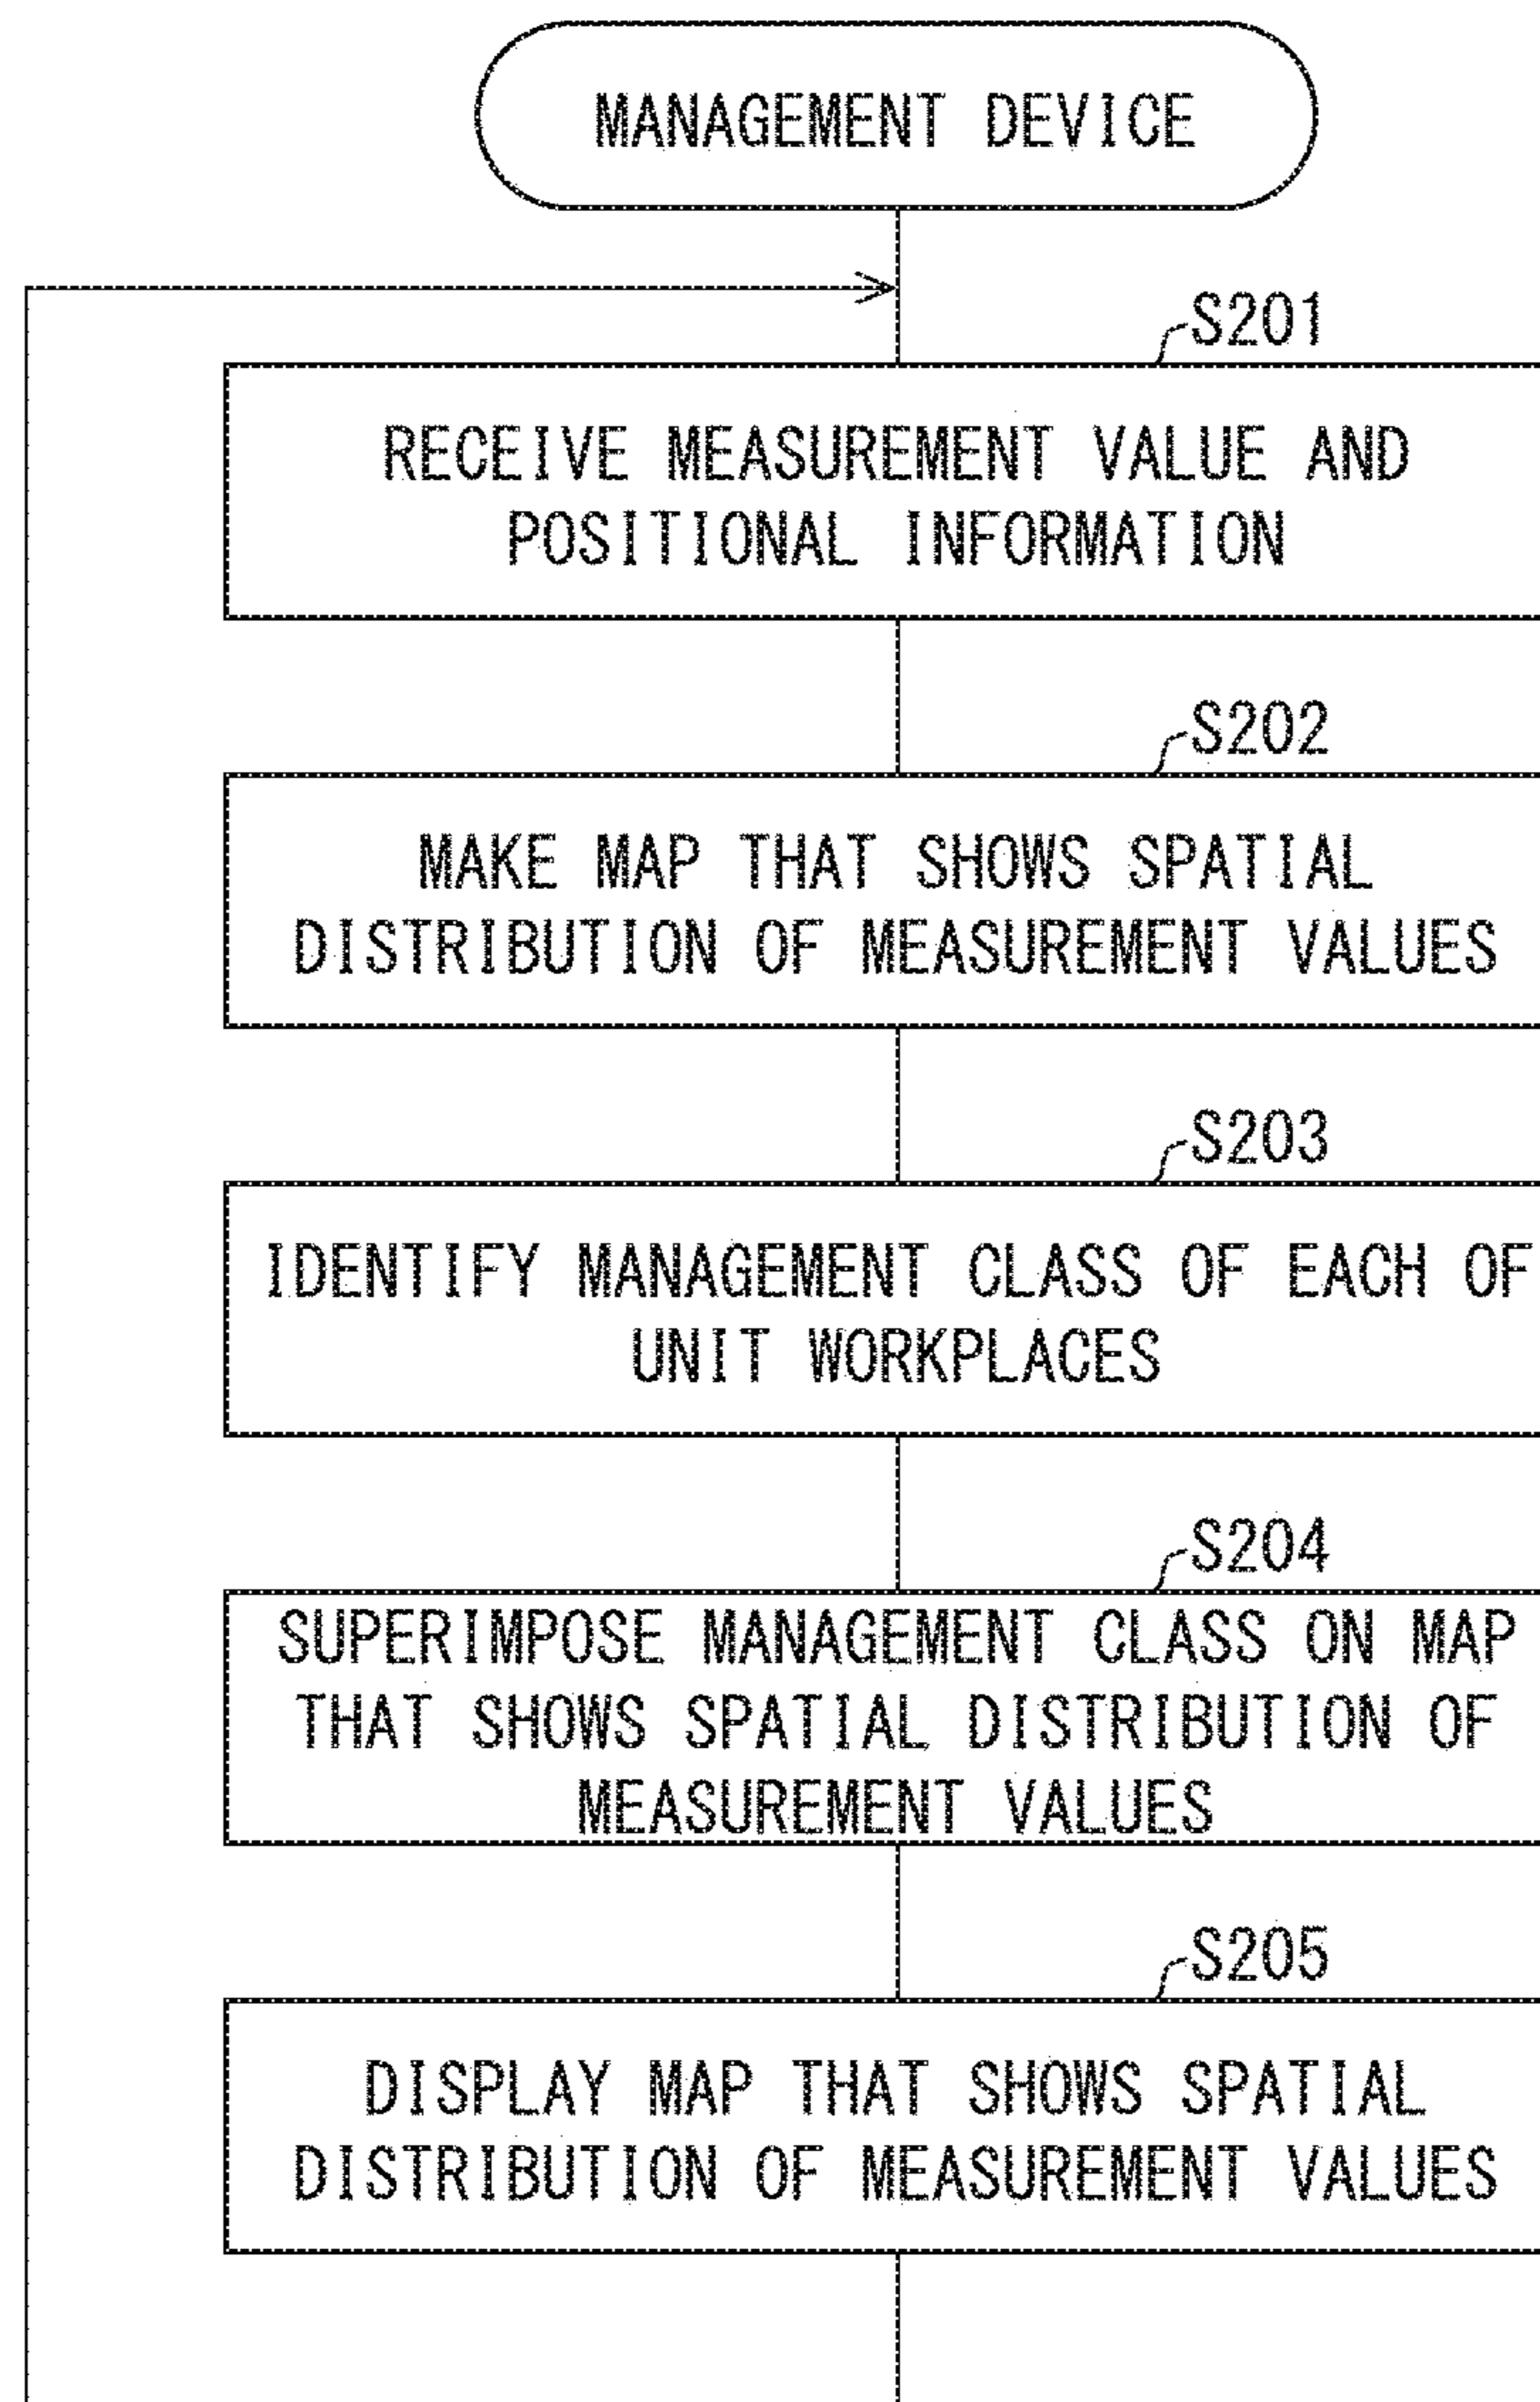 MANAGEMENT DEVICE
S201
RECEIVE MEASUREMENT VALUE AND
POSITIONAL INFORMATION
S202
MAKE MAP THAT SHOWS SPATIAL
DISTRIBUTION OF MEASUREMENT VALUES
S203
IDENTIFY MANAGEMENT CLASS OF EACH OF
UNIT WORKPLACES
S204
SUPERIMPOSE MANAGEMENT CLASS ON MAP
THAT SHOWS SPATIAL DISTRIBUTION OF
MEASUREMENT VALUES
S205
DISPLAY MAP THAT SHOWS SPATIAL
DISTRIBUTION OF MEASUREMENT VALUES